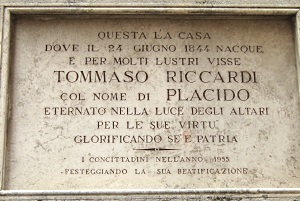 QUESTA LA CASA
DOVE IL 24 GIUGNO 1844 NACQUE
E PER MOLTI LUSTRI VISSE
TOMMASO RICCARDI
COL NOME DI PLACIDO
ETERNATO NELLA LUCE DEGLI ALTARI
PER LE SUE VIRTÙ
GLORIFICANDO SE E PATRIA
I CONCITTADINI NELL'ANNO 1955
FESTEGGIANDO LA SUA BEATIFICAZIONE